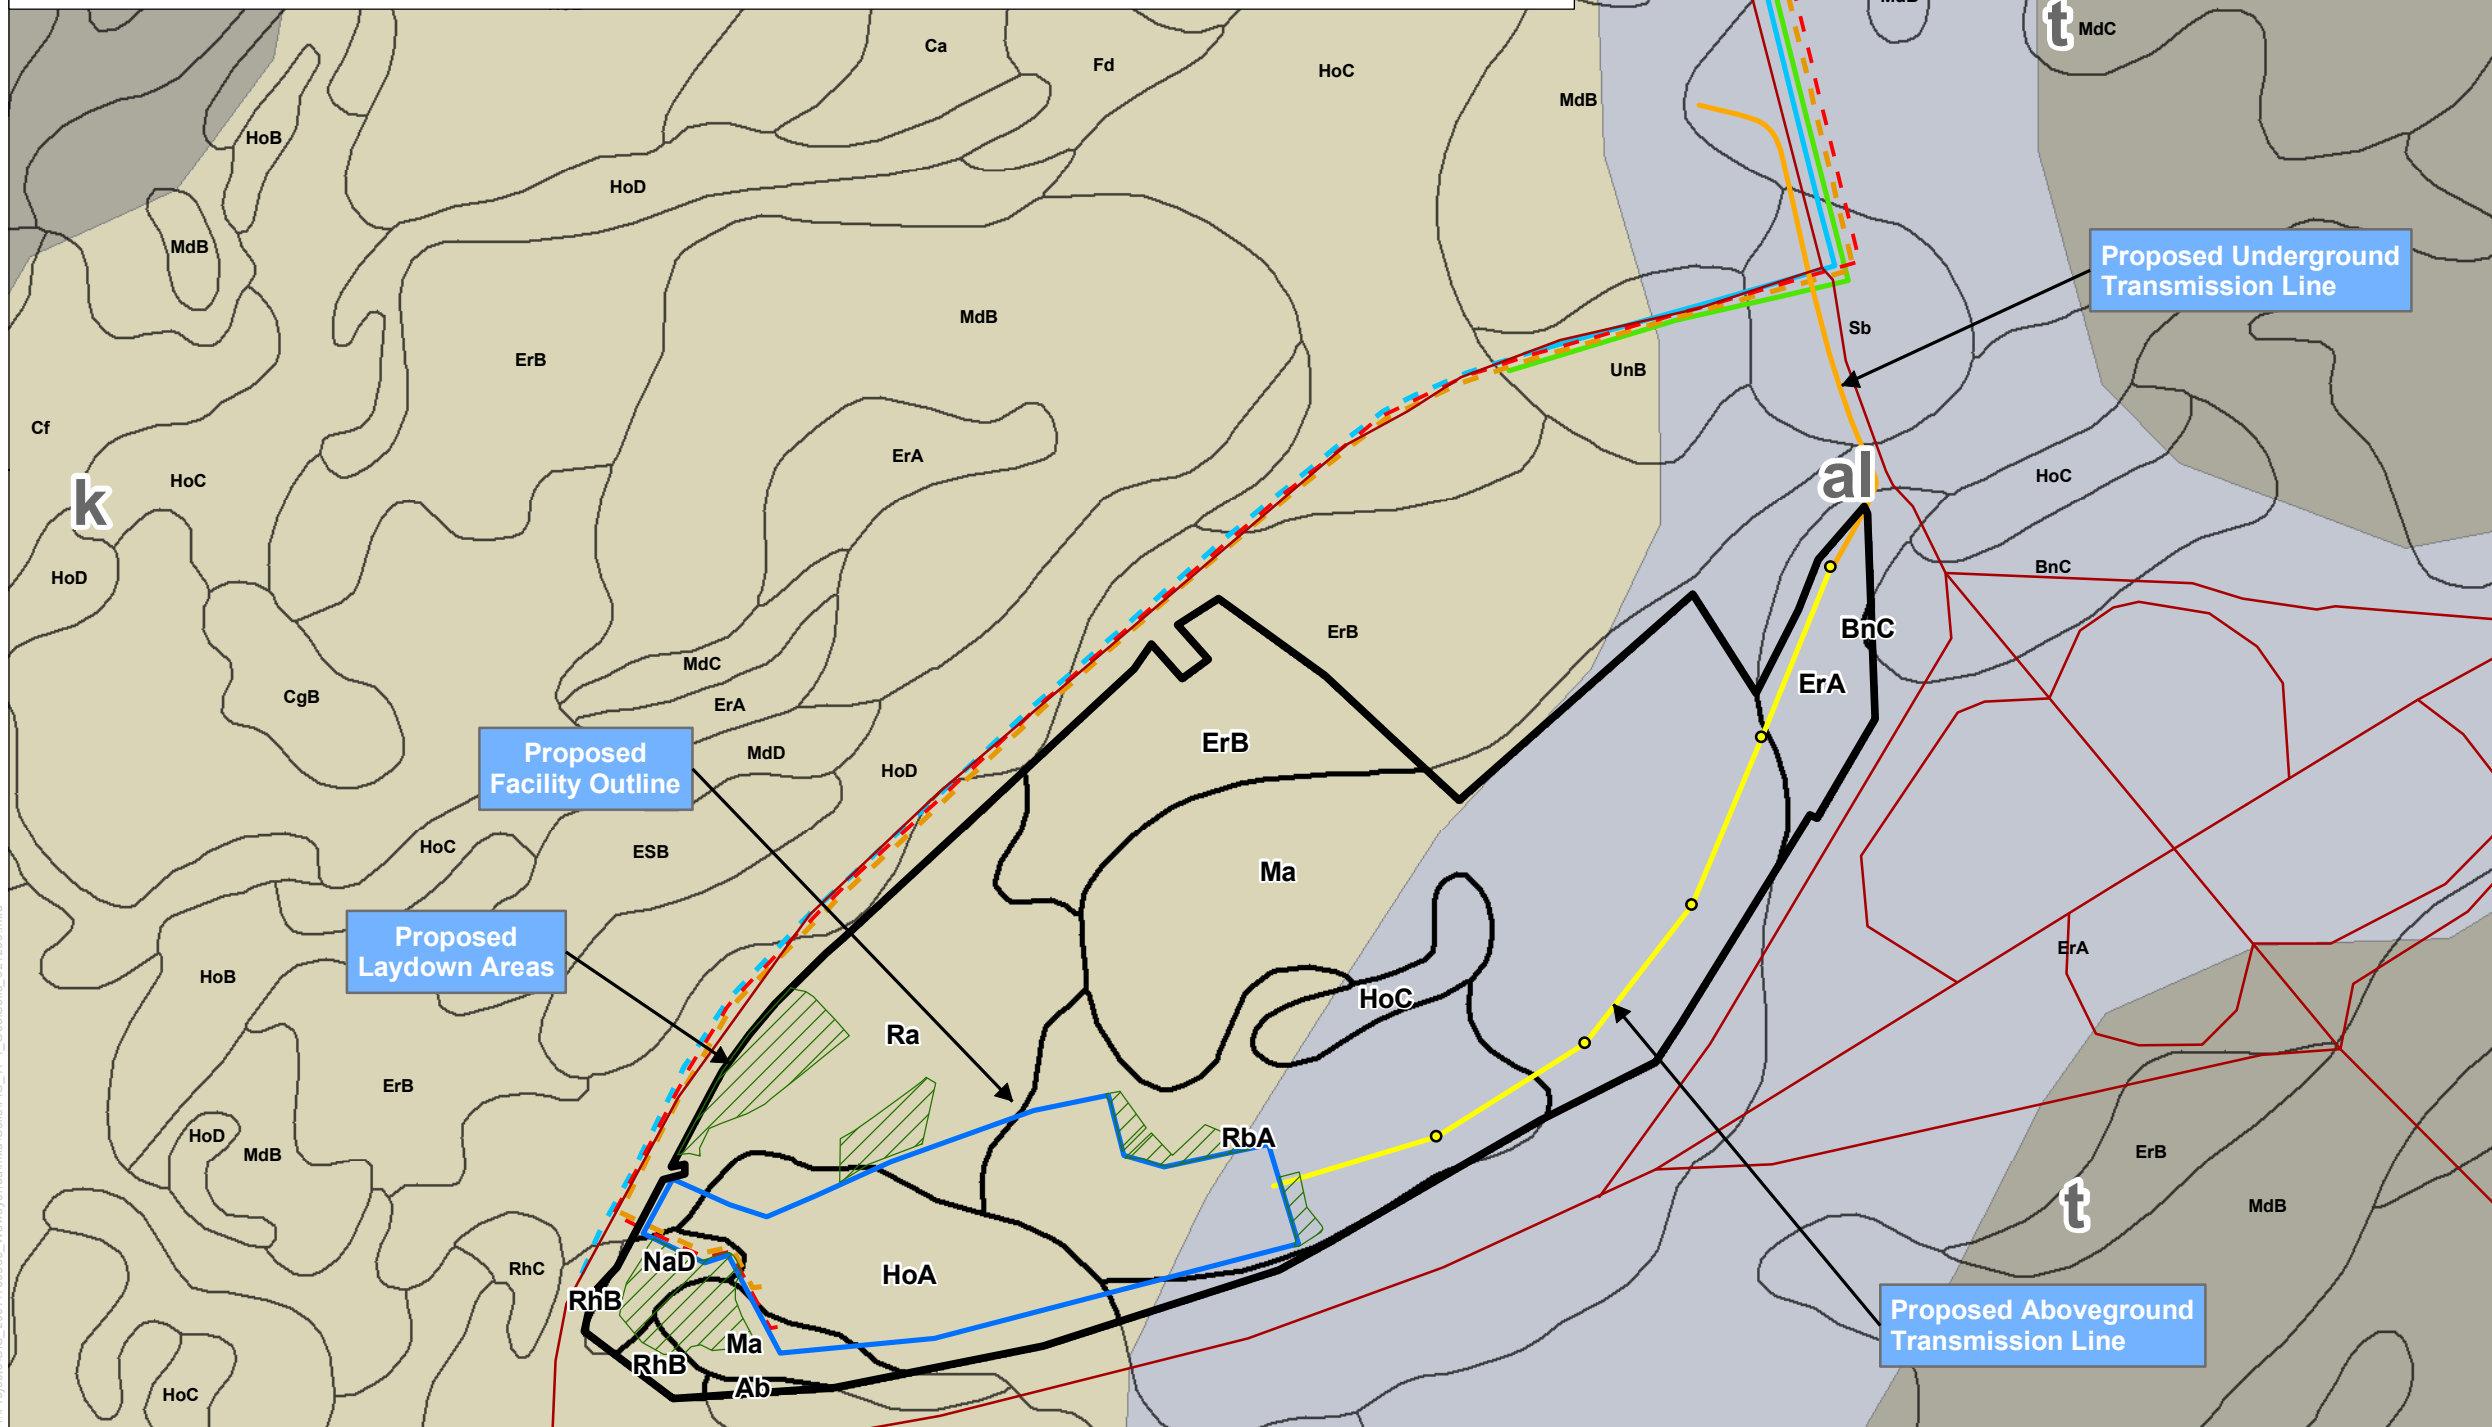 MdC
t
Ca
Fd
HoC
MdB
HoB
HoD
MdB
Proposed Underground
Transmission Line
MdB
ErB
Sb
UnB
Cf
ErA
HoC
k
al
HoC
HoD
BnC
ErB
BnC
MdC
ErA
CgB
ErA
ErB
MdD
HoD
Proposed
Facility Outline
HoC
ESB
Ma
Proposed
Laydown Areas
HoB
ErA
HoC
Ra
ErB
HoD
MdB
RbA
ErB
t
MdB
NaD
RhC
HoA
RhB
Proposed Aboveground
Transmission Line
Ma
RhB
Ab
HoC